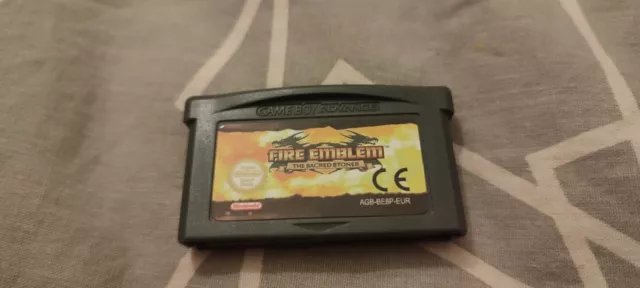 GAME BOY ADVANCE
FIRE EMBLEM
THE SACRED STONES
CE
Nintendo
AGB-BE8P-EUR